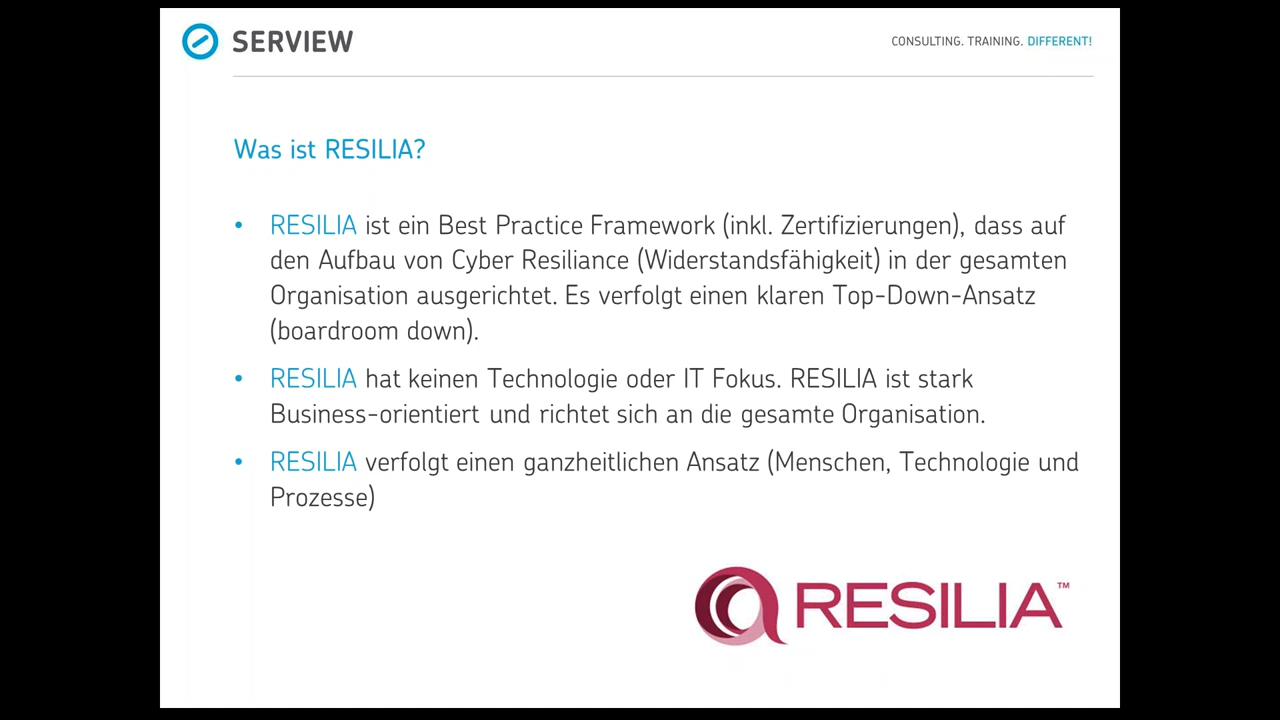 SERVIEW
CONSULTING. TRAINING. DIFFERENT!
Was ist RESILIA?
• RESILIA ist ein Best Practice Framework (inkl. Zertifizierungen), dass auf
den Aufbau von Cyber Resiliance (Widerstandsfähigkeit) in der gesamten
Organisation ausgerichtet. Es verfolgt einen klaren Top-Down-Ansatz
(boardroom down).
• RESILIA hat keinen Technologie oder IT Fokus. RESILIA ist stark
Business-orientiert und richtet sich an die gesamte Organisation.
• RESILIA verfolgt einen ganzheitlichen Ansatz (Menschen, Technologie und
Prozesse)
RESILIA™